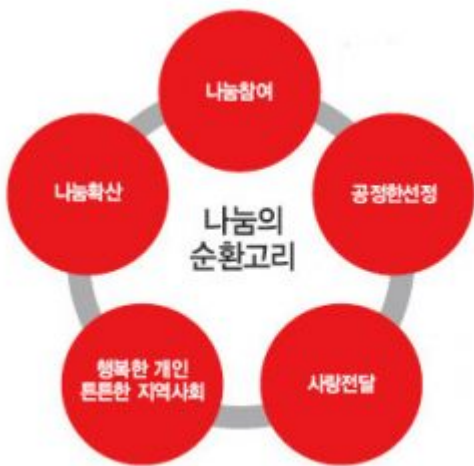 나눔참여
나눔확산
공정한선정
나눔의
순환고리
행복한 개인
튼튼한 지역사회
사랑전달